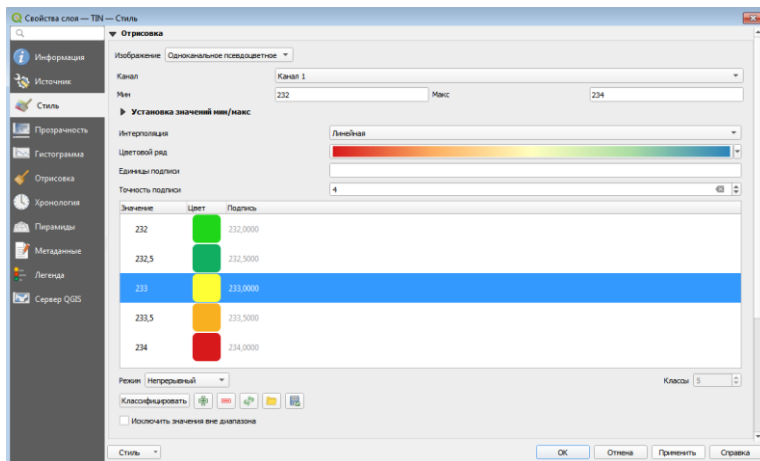 Свойства слоя — TIN — Стиль
Отрисовка
Информация
Источник
Стиль
Прозрачность
Гистограмма
Отрисовка
Хронология
Пирамиды
Метаданные
Легенда
Сервер QGIS
Изображение Одноканальное псевдоцветное
Канал Канал 1
Мин 232 Макс 234
Установка значений мин/макс
Интерполяция Линейная
Цветовой ряд
Единицы подписи
Точность подписи 4
Значение Цвет Подпись
232 232,0000
232,5 232,5000
233 233,0000
233,5 233,5000
234 234,0000
Режим Непрерывный Классы 5
Классифицировать
Исключить значения вне диапазона
Стиль OK Отмена Применить Справка